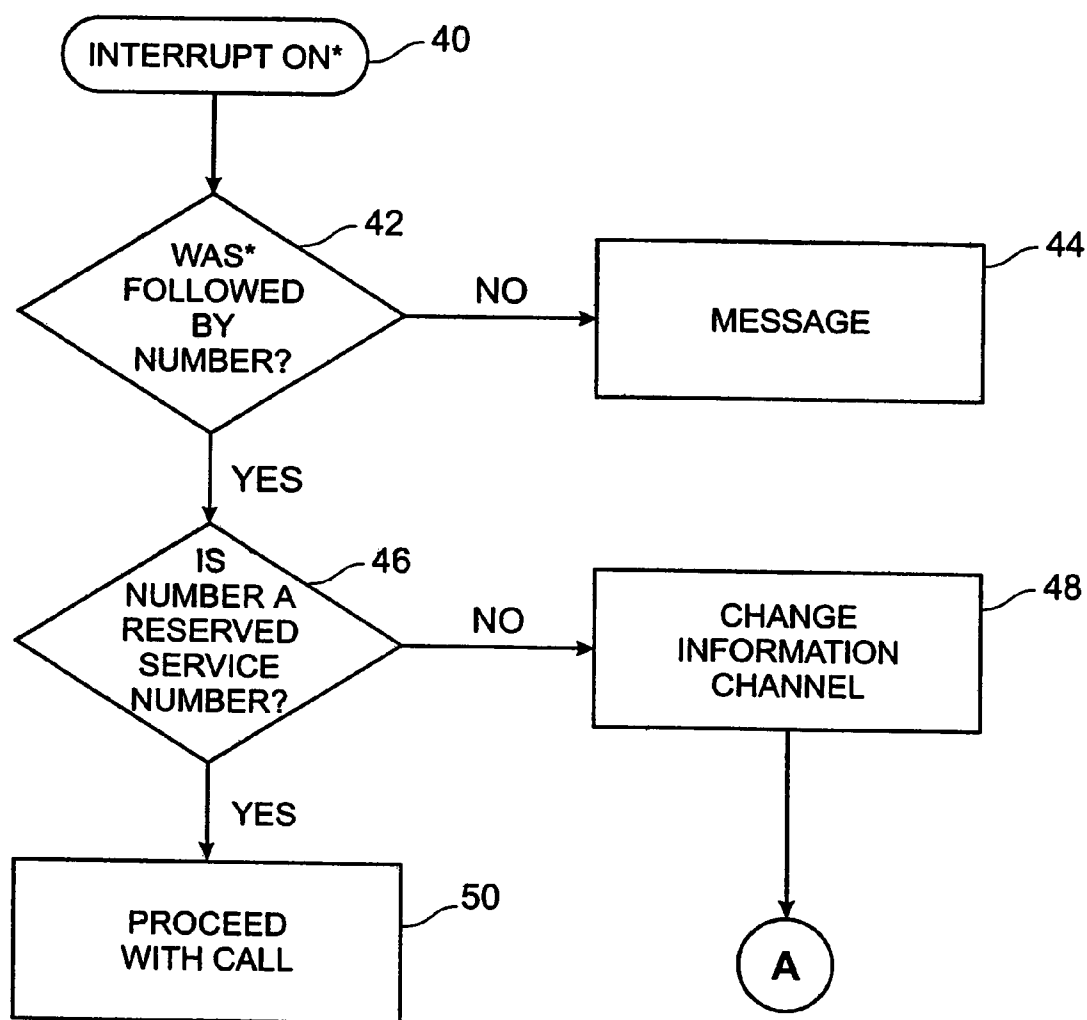 INTERRUPT ON*
40
WAS*
FOLLOWED
BY
NUMBER?
42
NO
MESSAGE
44
YES
IS
NUMBER A
RESERVED
SERVICE
NUMBER?
46
NO
CHANGE
INFORMATION
CHANNEL
48
YES
PROCEED
WITH CALL
50
A